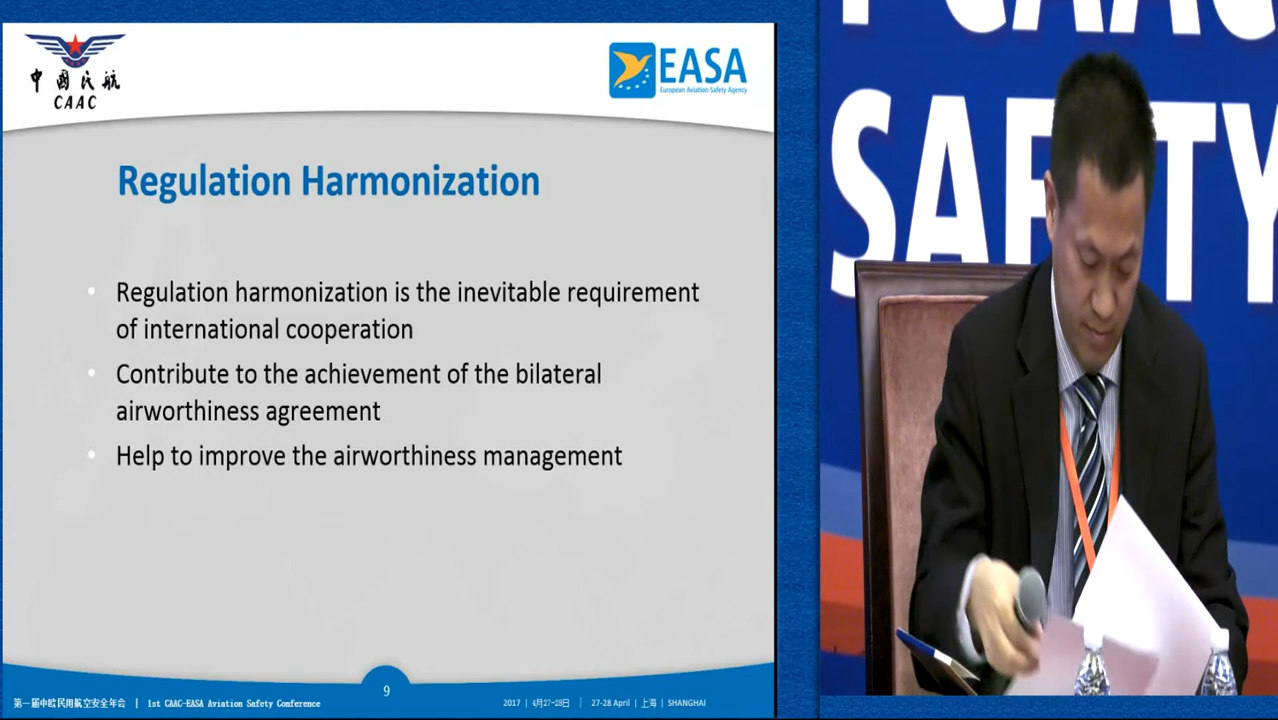 中國民航
CAAC
EASA
European Aviation Safety Agency
Regulation Harmonization
Regulation harmonization is the inevitable requirement
of international cooperation
Contribute to the achievement of the bilateral
airworthiness agreement
Help to improve the airworthiness management
9
第一届中欧民用航空安全年会 | 1st CAAC-EASA Aviation Safety Conference
2017 | 4月27-28日 | 27-28 April | 上海 | SHANGHAI
CAAC
SAFETY